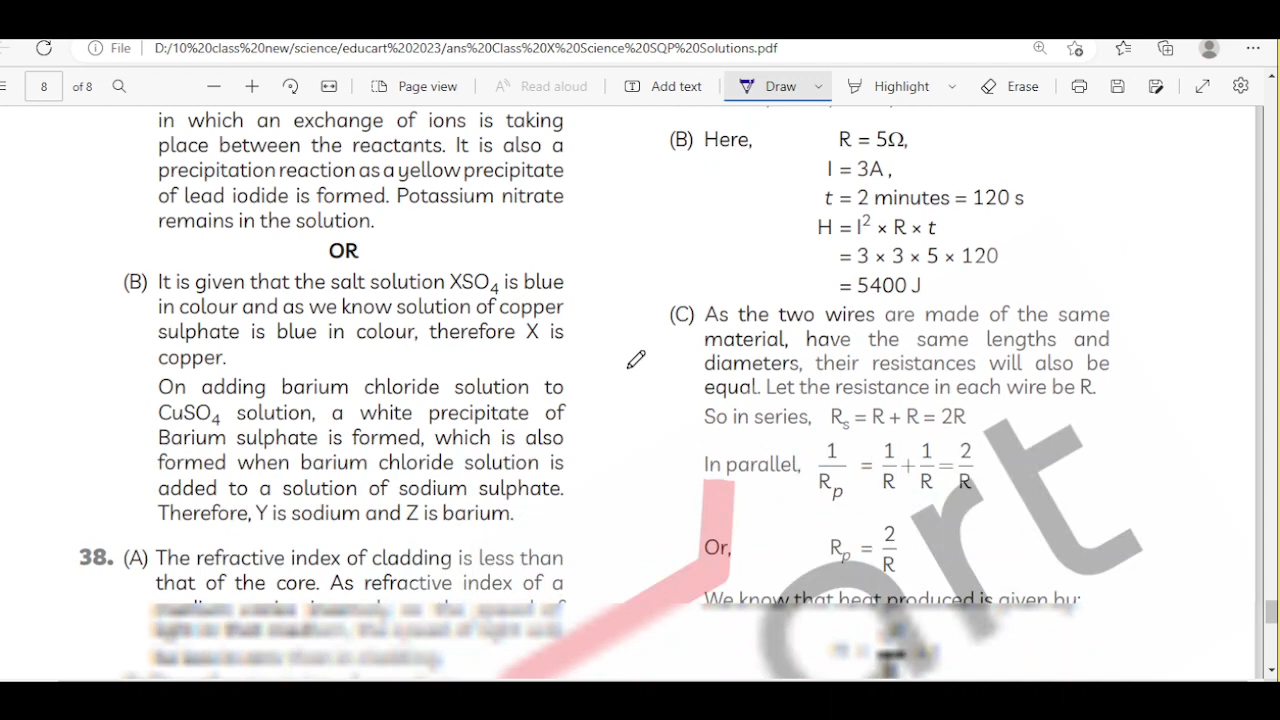 File D:/10%20class%20new/science/educart%202023/ans%20Class%20X%20Science%20SQP%20Solutions.pdf
8 of 8 Page view Read aloud Add text Draw Highlight Erase
in which an exchange of ions is taking
place between the reactants. It is also a
precipitation reaction as a yellow precipitate
of lead iodide is formed. Potassium nitrate
remains in the solution.
OR
(B) It is given that the salt solution XSO₄ is blue
in colour and as we know solution of copper
sulphate is blue in colour, therefore X is
copper.
On adding barium chloride solution to
CuSO₄ solution, a white precipitate of
Barium sulphate is formed, which is also
formed when barium chloride solution is
added to a solution of sodium sulphate.
Therefore, Y is sodium and Z is barium.
38. (A) The refractive index of cladding is less than
that of the core. As refractive index of a
(B) Here, R = 5Ω,
I = 3A ,
t = 2 minutes = 120 s
H = I² × R × t
= 3 × 3 × 5 × 120
= 5400 J
(C) As the two wires are made of the same
material, have the same lengths and
diameters, their resistances will also be
equal. Let the resistance in each wire be R.
So in series, Rₛ = R + R = 2R
In parallel, 1/Rₚ = 1/R + 1/R = 2/R
Or, Rₚ = 2/R
We know that heat produced is given by:
ort